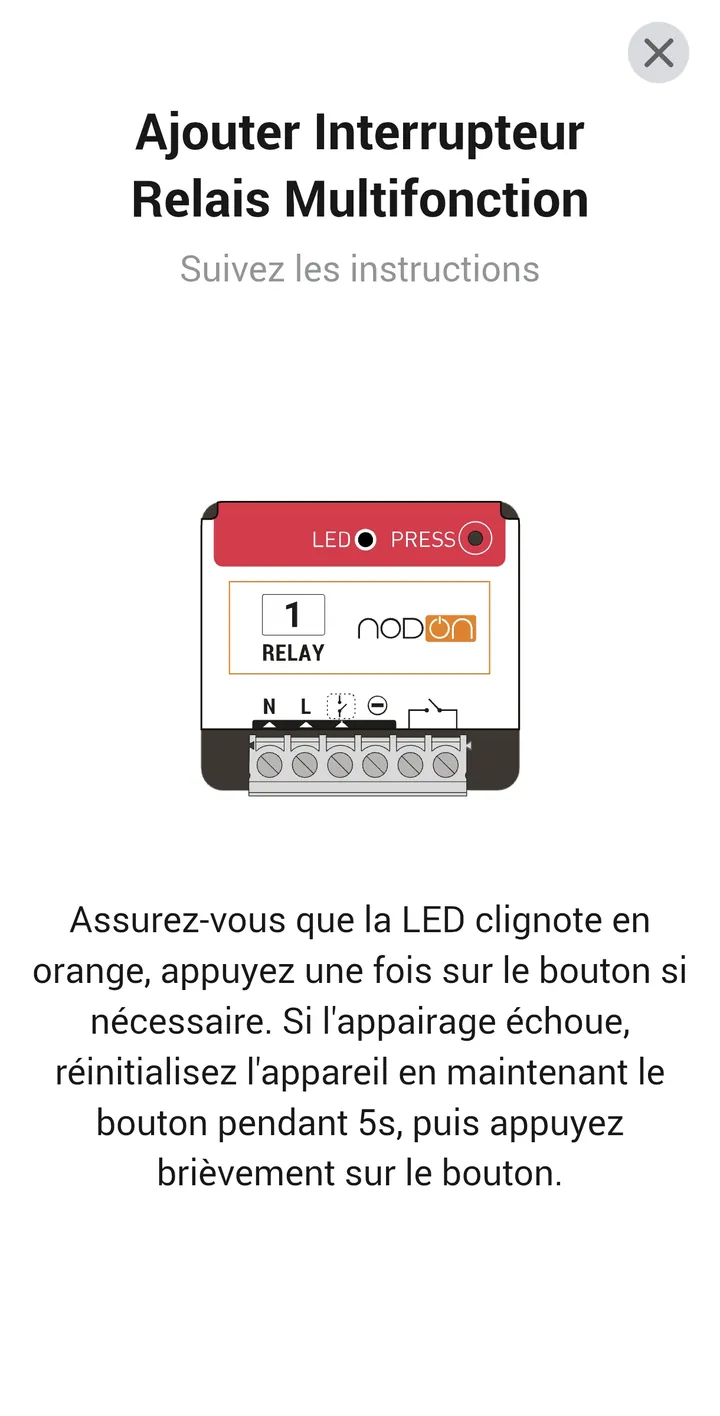 Ajouter Interrupteur
Relais Multifonction
Suivez les instructions
LED PRESS
1
RELAY
NODON
N L
Assurez-vous que la LED clignote en
orange, appuyez une fois sur le bouton si
nécessaire. Si l'appairage échoue,
réinitialisez l'appareil en maintenant le
bouton pendant 5s, puis appuyez
brièvement sur le bouton.